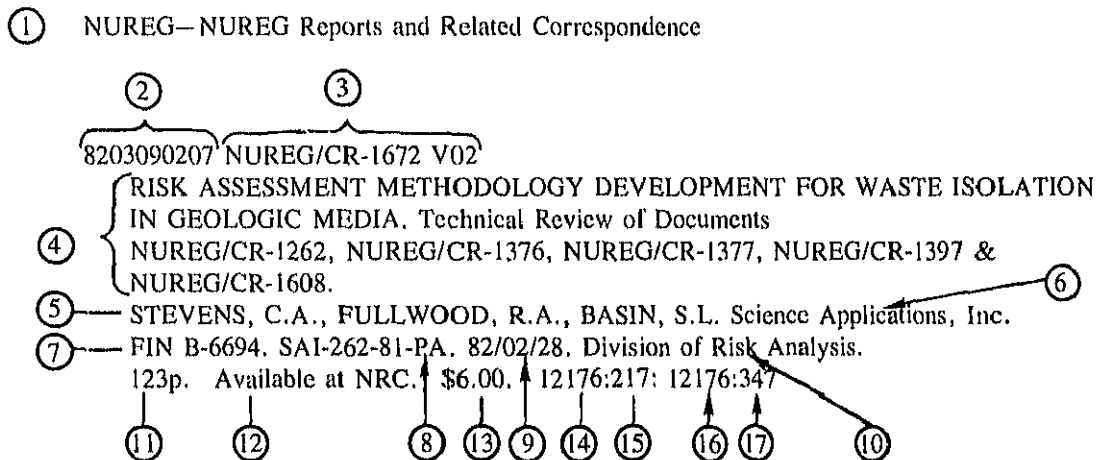 ① NUREG—NUREG Reports and Related Correspondence
② ③
8203090207 NUREG/CR-1672 V02
RISK ASSESSMENT METHODOLOGY DEVELOPMENT FOR WASTE ISOLATION
IN GEOLOGIC MEDIA. Technical Review of Documents
④ NUREG/CR-1262, NUREG/CR-1376, NUREG/CR-1377, NUREG/CR-1397 &
NUREG/CR-1608.
⑥
⑤ STEVENS, C.A., FULLWOOD, R.A., BASIN, S.L. Science Applications, Inc.
⑦ FIN B-6694. SAI-262-81-PA. 82/02/28. Division of Risk Analysis.
123p. Available at NRC. $6.00. 12176:217: 12176:347
⑪ ⑫ ⑧ ⑬ ⑨ ⑭ ⑮ ⑯ ⑰ ⑩